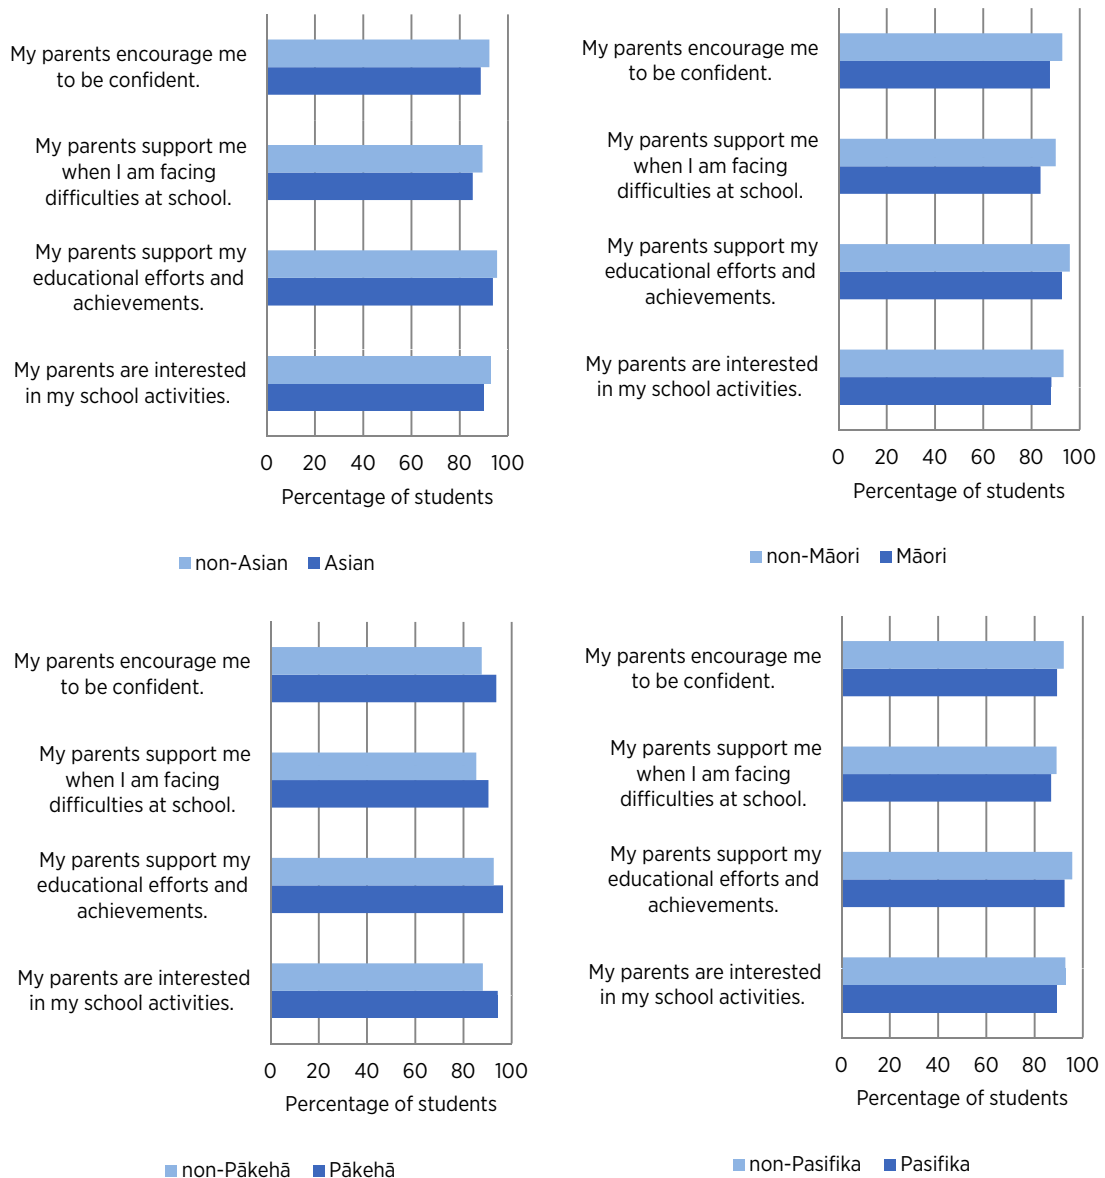 My parents encourage me
to be confident.
My parents support me
when I am facing
difficulties at school.
My parents support my
educational efforts and
achievements.
My parents are interested
in my school activities.
0 20 40 60 80 100
Percentage of students
non-Asian Asian
My parents encourage me
to be confident.
My parents support me
when I am facing
difficulties at school.
My parents support my
educational efforts and
achievements.
My parents are interested
in my school activities.
0 20 40 60 80 100
Percentage of students
non-Māori Māori
My parents encourage me
to be confident.
My parents support me
when I am facing
difficulties at school.
My parents support my
educational efforts and
achievements.
My parents are interested
in my school activities.
0 20 40 60 80 100
Percentage of students
non-Pākehā Pākehā
My parents encourage me
to be confident.
My parents support me
when I am facing
difficulties at school.
My parents support my
educational efforts and
achievements.
My parents are interested
in my school activities.
0 20 40 60 80 100
Percentage of students
non-Pasifika Pasifika